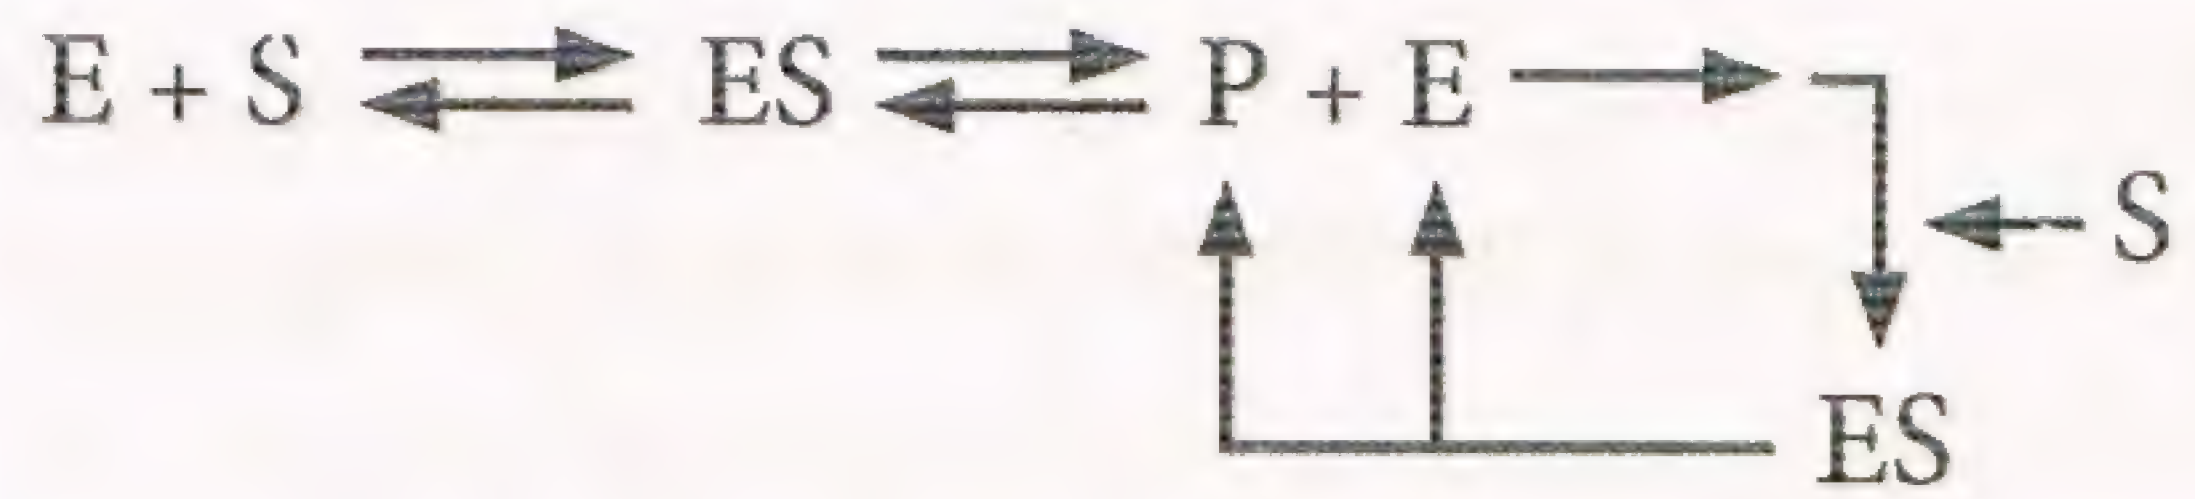 E + S ⇌ ES ⇌ P + E →
S
ES